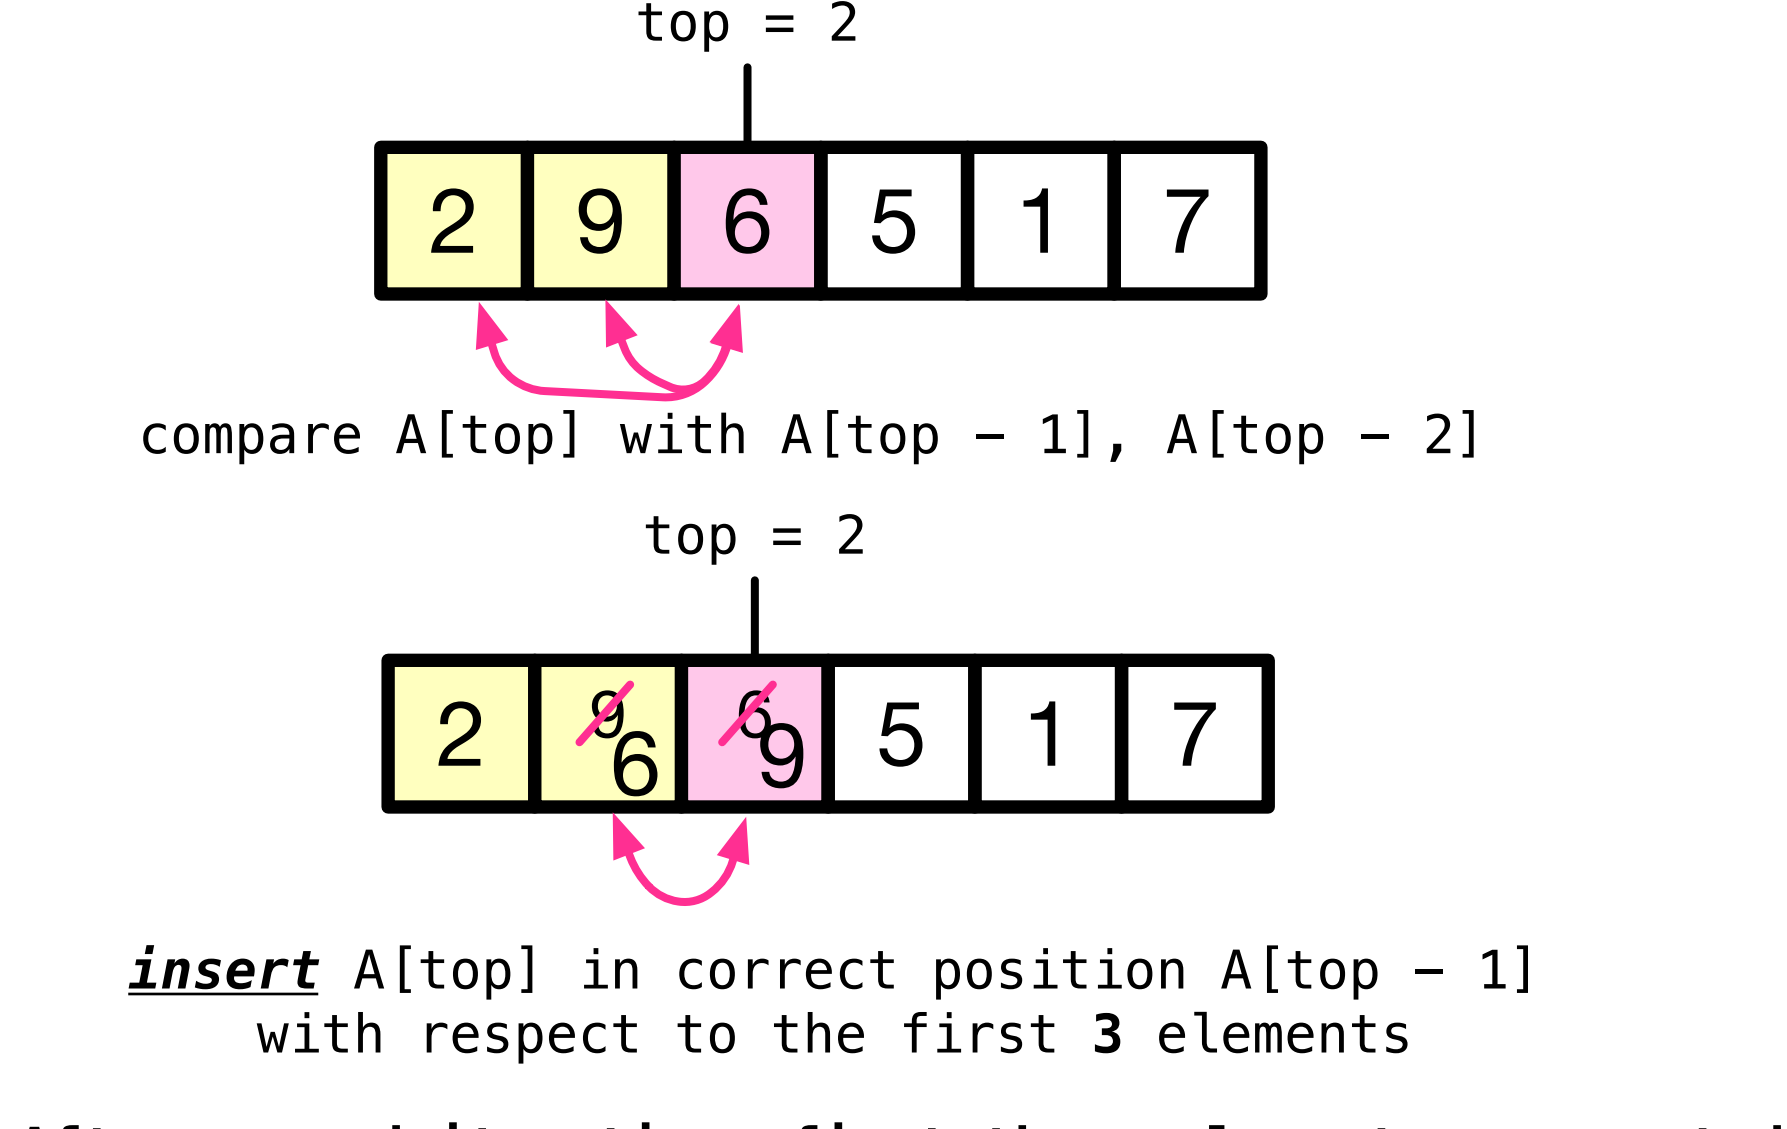 top = 2
2 9 6 5 1 7
compare A[top] with A[top – 1], A[top – 2]
top = 2
2 9 6 6 9 5 1 7
insert A[top] in correct position A[top – 1]
with respect to the first 3 elements